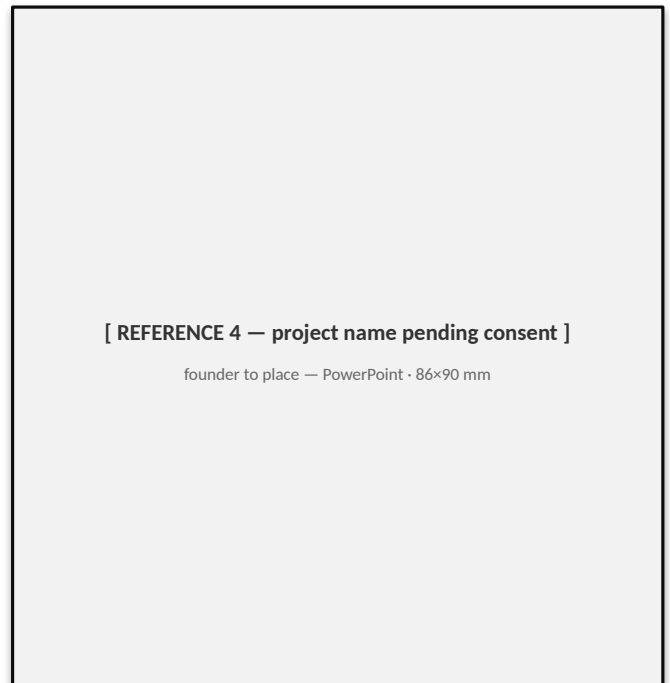 [ REFERENCE 4 — project name pending consent ]
founder to place — PowerPoint · 86×90 mm